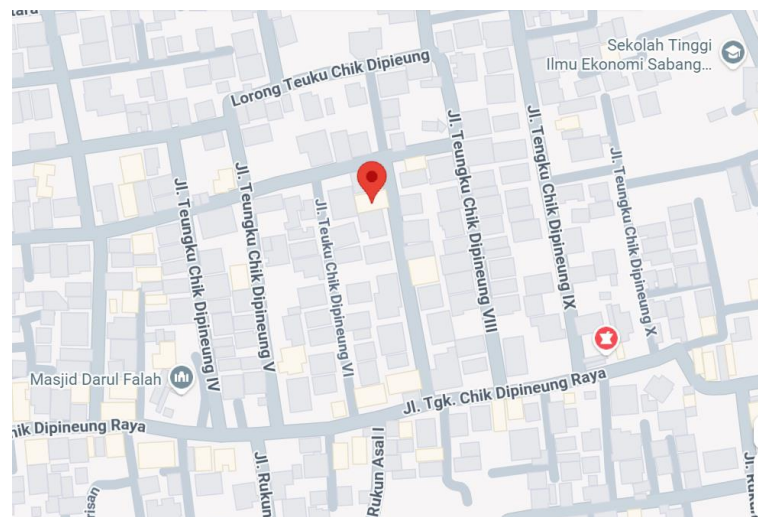 Sekolah Tinggi
Ilmu Ekonomi Sabang...
Lorong Teuku Chik Dipieung
Jl. Teungku Chik Dipineung IV
Jl. Teungku Chik Dipineung V
Jl. Teuku Chik Dipineung VI
Jl. Teungku Chik Dipineung VIII
Jl. Tengku Chik Dipineung IX
Jl. Teungku Chik Dipineung X
Masjid Darul Falah
Jl. Tgk. Chik Dipineung Raya
hik Dipineung Raya
Jl. Rukun
Rukun Asal I
risan